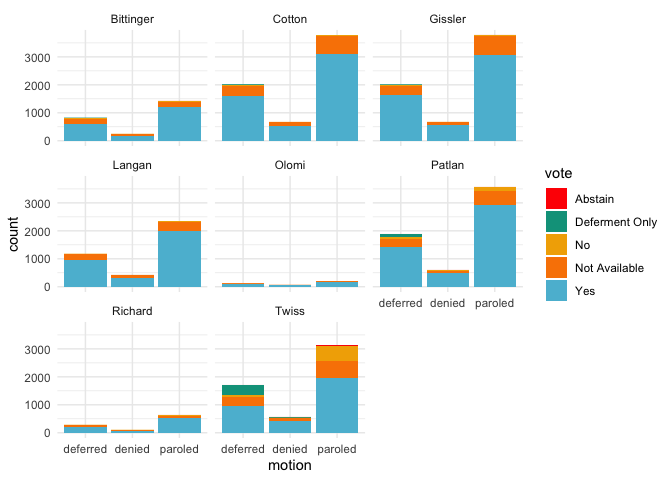 Bittinger Cotton Gissler
3000
2000
1000
0
Langan Olomi Patlan
3000
2000
1000
0
deferred denied paroled
Richard Twiss
3000
2000
1000
0
deferred denied paroled deferred denied paroled
motion
count
vote
Abstain
Deferment Only
No
Not Available
Yes